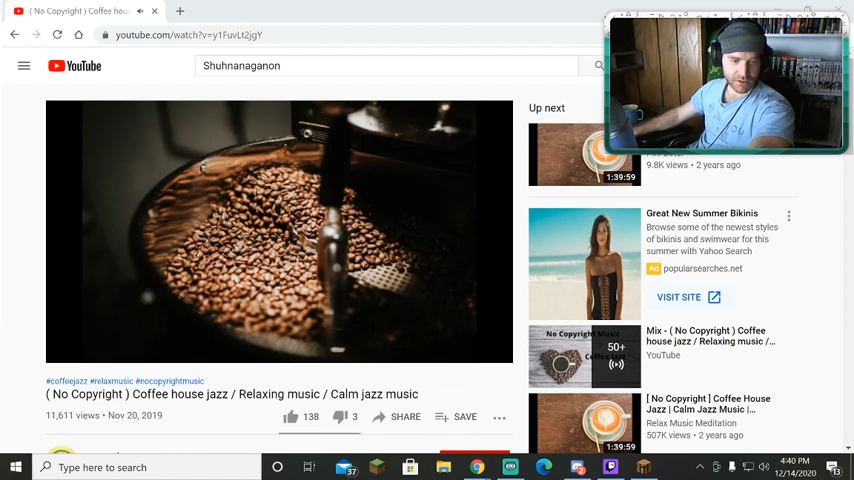 ( No Copyright ) Coffee hous
youtube.com/watch?v=y1FuvLt2jgY
YouTube
Shuhnanaganon
Up next
9.8K views • 2 years ago
1:39:59
Great New Summer Bikinis
Browse some of the newest styles
of bikinis and swimwear for this
summer with Yahoo Search
Ad popularsearches.net
VISIT SITE
No Copyright Music
50+
Mix - ( No Copyright ) Coffee
house jazz / Relaxing music /...
YouTube
#coffeejazz #relaxmusic #nocopyrightmusic
( No Copyright ) Coffee house jazz / Relaxing music / Calm jazz music
11,611 views • Nov 20, 2019
138
3
SHARE
SAVE
[ No Copyright ] Coffee House
Jazz | Calm Jazz Music |...
Relax Music Meditation
507K views • 2 years ago
1:39:59
Type here to search
37
4:40 PM
12/14/2020
13